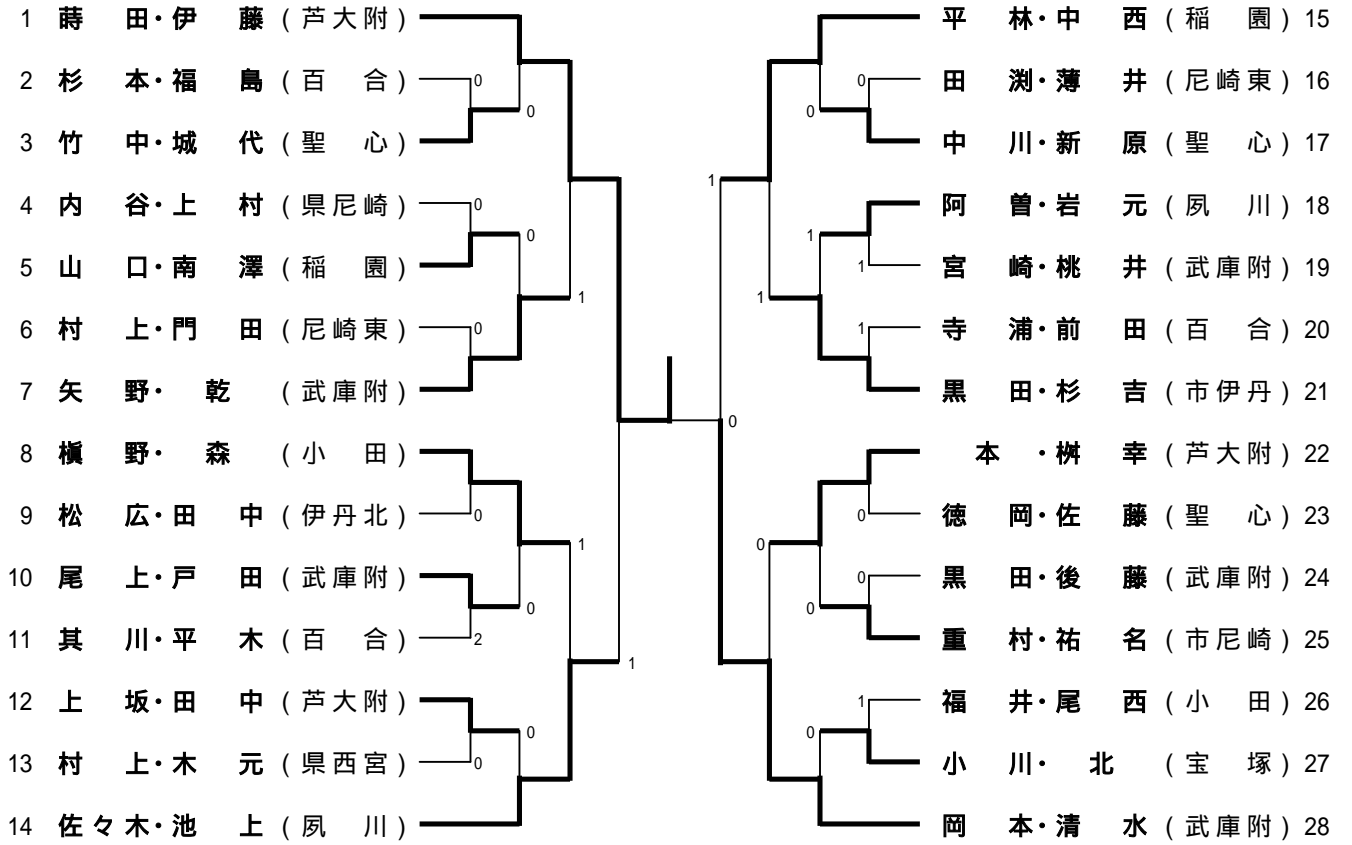 1 蒔 田・伊 藤 (芦大附) 平 林・中 西 (稲 園) 15
2 杉 本・福 島 (百 合) 0 0 田 渕・薄 井 (尼崎東) 16
0 0
3 竹 中・城 代 (聖 心) 中 川・新 原 (聖 心) 17
1
4 内 谷・上 村 (県尼崎) 0 阿 曽・岩 元 (夙 川) 18
0 1
5 山 口・南 澤 (稲 園) 1 宮 崎・桃 井 (武庫附) 19
1 1
6 村 上・門 田 (尼崎東) 0 1 寺 浦・前 田 (百 合) 20
7 矢 野・ 乾 (武庫附) 黒 田・杉 吉 (市伊丹) 21
0
8 槇 野・ 森 (小 田) 本 ・桝 幸 (芦大附) 22
9 松 広・田 中 (伊丹北) 0 0 徳 岡・佐 藤 (聖 心) 23
1 0
10 尾 上・戸 田 (武庫附) 0 黒 田・後 藤 (武庫附) 24
0 0
11 其 川・平 木 (百 合) 2 重 村・祐 名 (市尼崎) 25
1
12 上 坂・田 中 (芦大附) 1 福 井・尾 西 (小 田) 26
0 0
13 村 上・木 元 (県西宮) 0 小 川・ 北 (宝 塚) 27
14 佐々木・池 上 (夙 川) 岡 本・清 水 (武庫附) 28